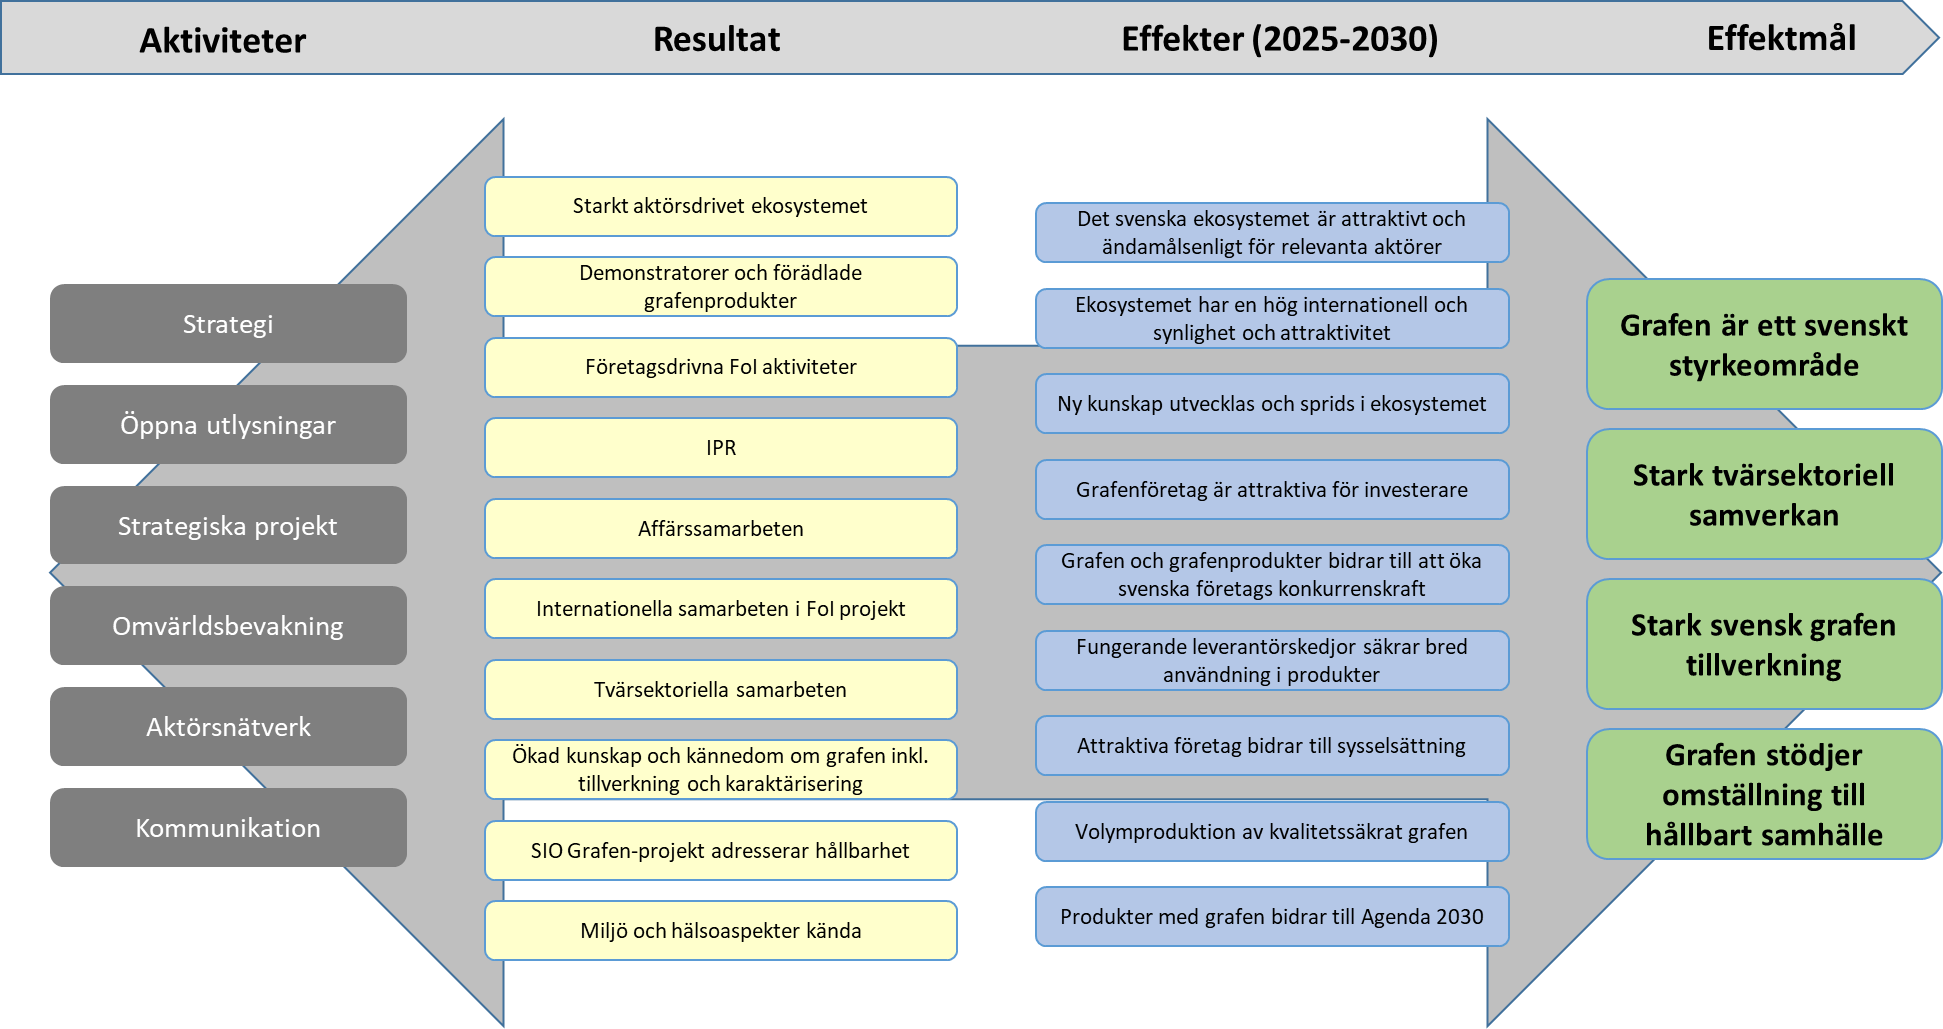 Aktiviteter
Resultat
Effekter (2025-2030)
Effektmål
Strategi
Öppna utlysningar
Strategiska projekt
Omvärldsbevakning
Aktörsnätverk
Kommunikation
Starkt aktörsdrivet ekosystemet
Demonstratorer och förädlade
grafenprodukter
Företagsdrivna FoI aktiviteter
IPR
Affärssamarbeten
Internationella samarbeten i FoI projekt
Tvärsektoriella samarbeten
Ökad kunskap och kännedom om grafen inkl.
tillverkning och karaktärisering
SIO Grafen-projekt adresserar hållbarhet
Miljö och hälsoaspekter kända
Det svenska ekosystemet är attraktivt och
ändamålsenligt för relevanta aktörer
Ekosystemet har en hög internationell och
synlighet och attraktivitet
Ny kunskap utvecklas och sprids i ekosystemet
Grafenföretag är attraktiva för investerare
Grafen och grafenprodukter bidrar till att öka
svenska företags konkurrenskraft
Fungerande leverantörskedjor säkrar bred
användning i produkter
Attraktiva företag bidrar till sysselsättning
Volymproduktion av kvalitetssäkrat grafen
Produkter med grafen bidrar till Agenda 2030
Grafen är ett svenskt
styrkeområde
Stark tvärsektoriell
samverkan
Stark svensk grafen
tillverkning
Grafen stödjer
omställning till
hållbart samhälle